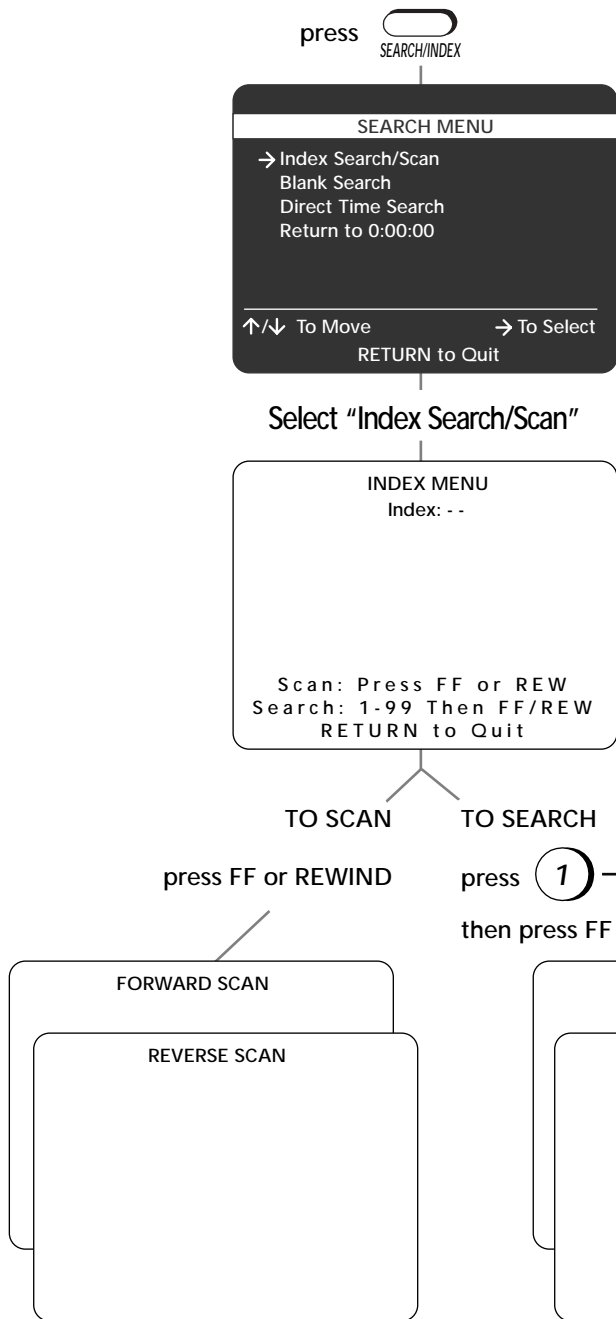 press
SEARCH/INDEX
SEARCH MENU
→ Index Search/Scan
Blank Search
Direct Time Search
Return to 0:00:00
↑/↓ To Move → To Select
RETURN to Quit
Select “Index Search/Scan”
INDEX MENU
Index: - -
Scan: Press FF or REW
Search: 1-99 Then FF/REW
RETURN to Quit
TO SCAN TO SEARCH
press FF or REWIND press 1 –
then press FF
FORWARD SCAN
REVERSE SCAN